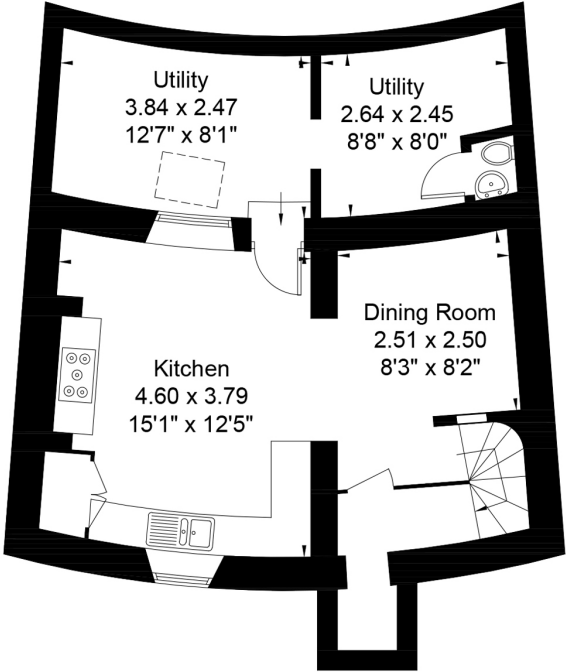 Utility
3.84 x 2.47
12'7" x 8'1"
Utility
2.64 x 2.45
8'8" x 8'0"
Dining Room
2.51 x 2.50
8'3" x 8'2"
Kitchen
4.60 x 3.79
15'1" x 12'5"